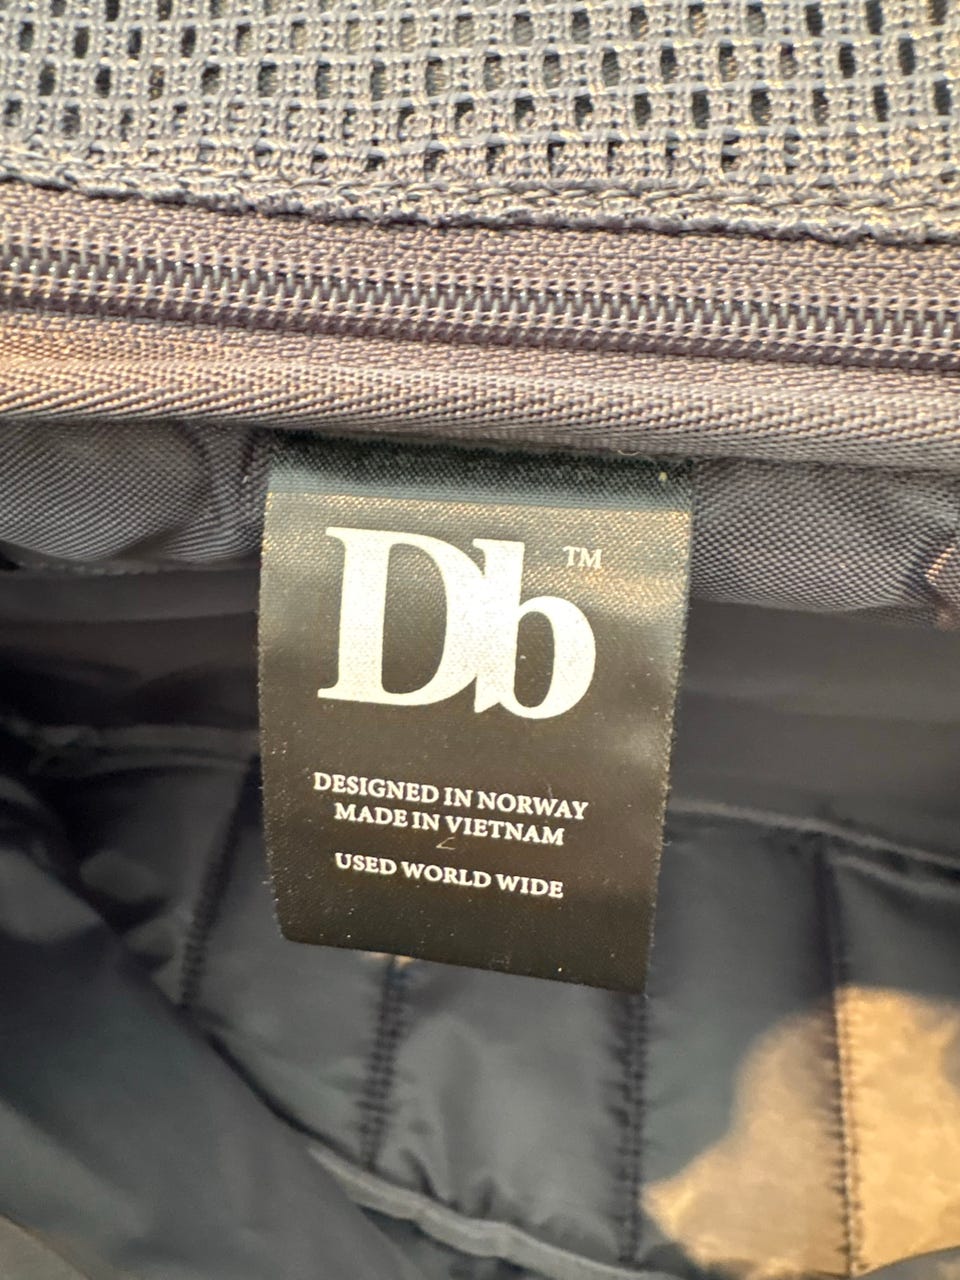 Db™
DESIGNED IN NORWAY
MADE IN VIETNAM
USED WORLD WIDE